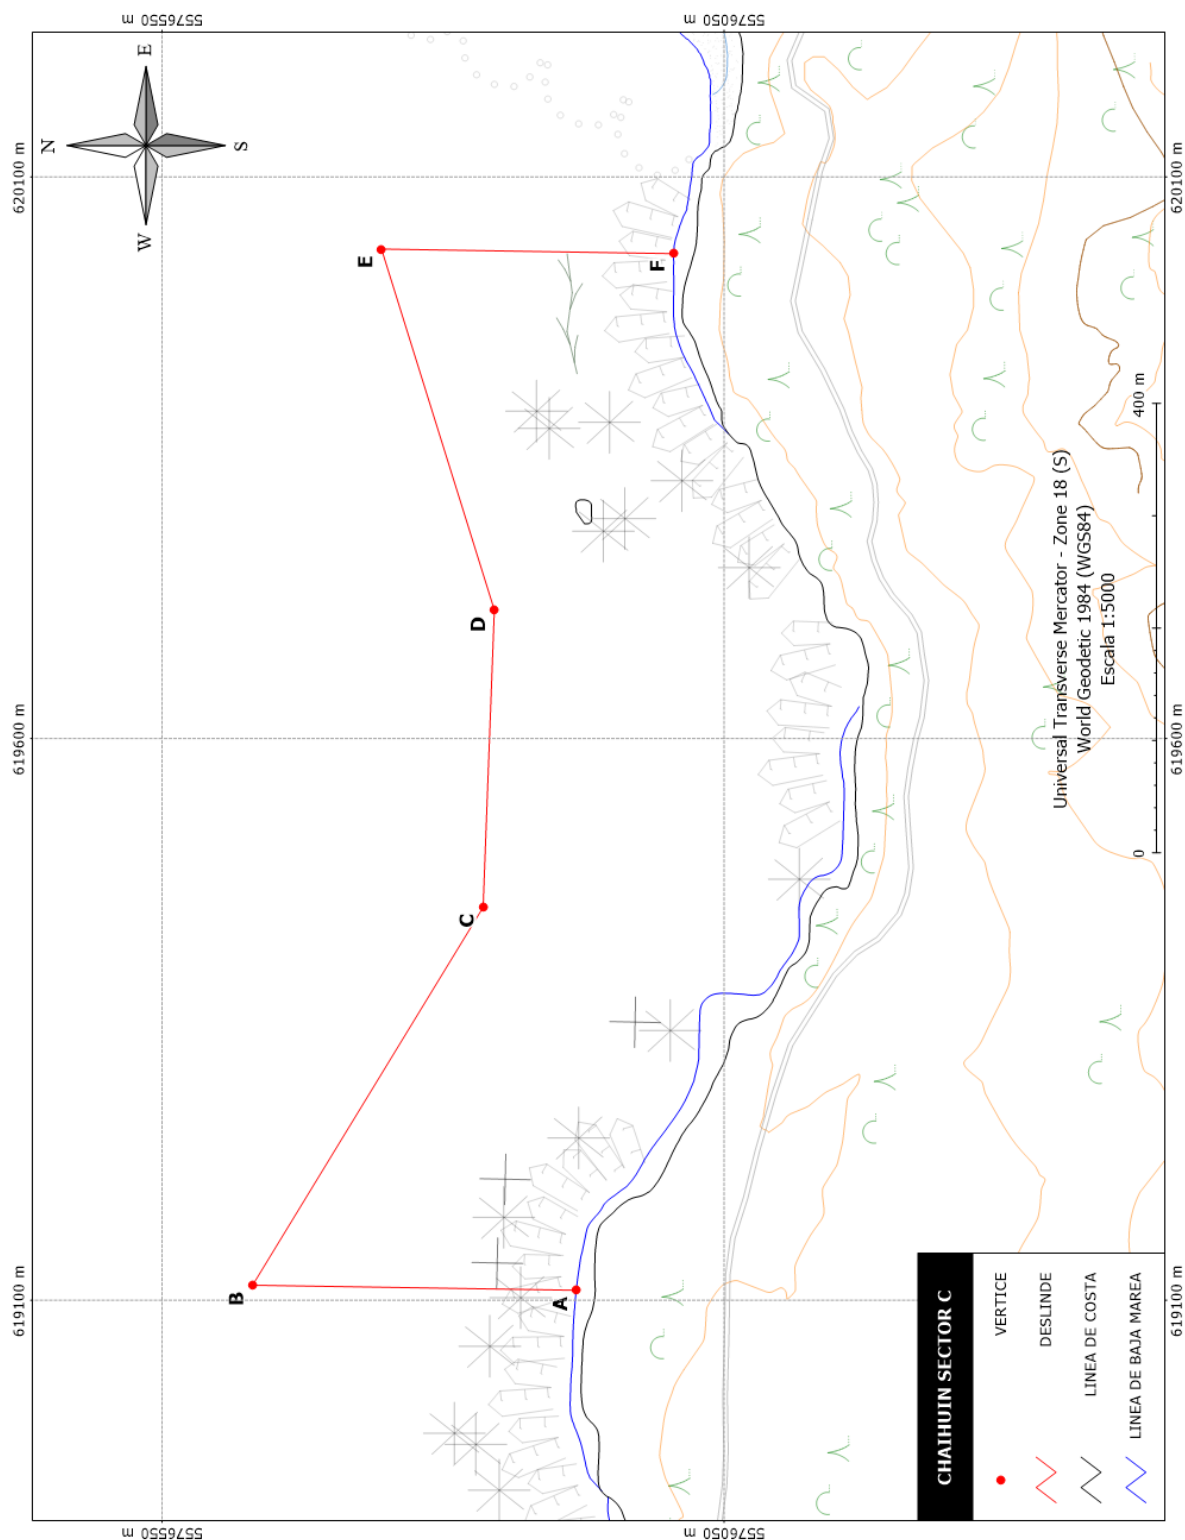 5576550 m
5576050 m
N
E
S
W
620100 m
620100 m
E
F
D
C
B
A
400 m
0
Universal Transverse Mercator - Zone 18 (S)
World Geodetic 1984 (WGS84)
Escala 1:5000
619600 m
619600 m
619100 m
619100 m
CHAIHUIN SECTOR C
VERTICE
DESLINDE
LINEA DE COSTA
LINEA DE BAJA MAREA
5576550 m
5576050 m